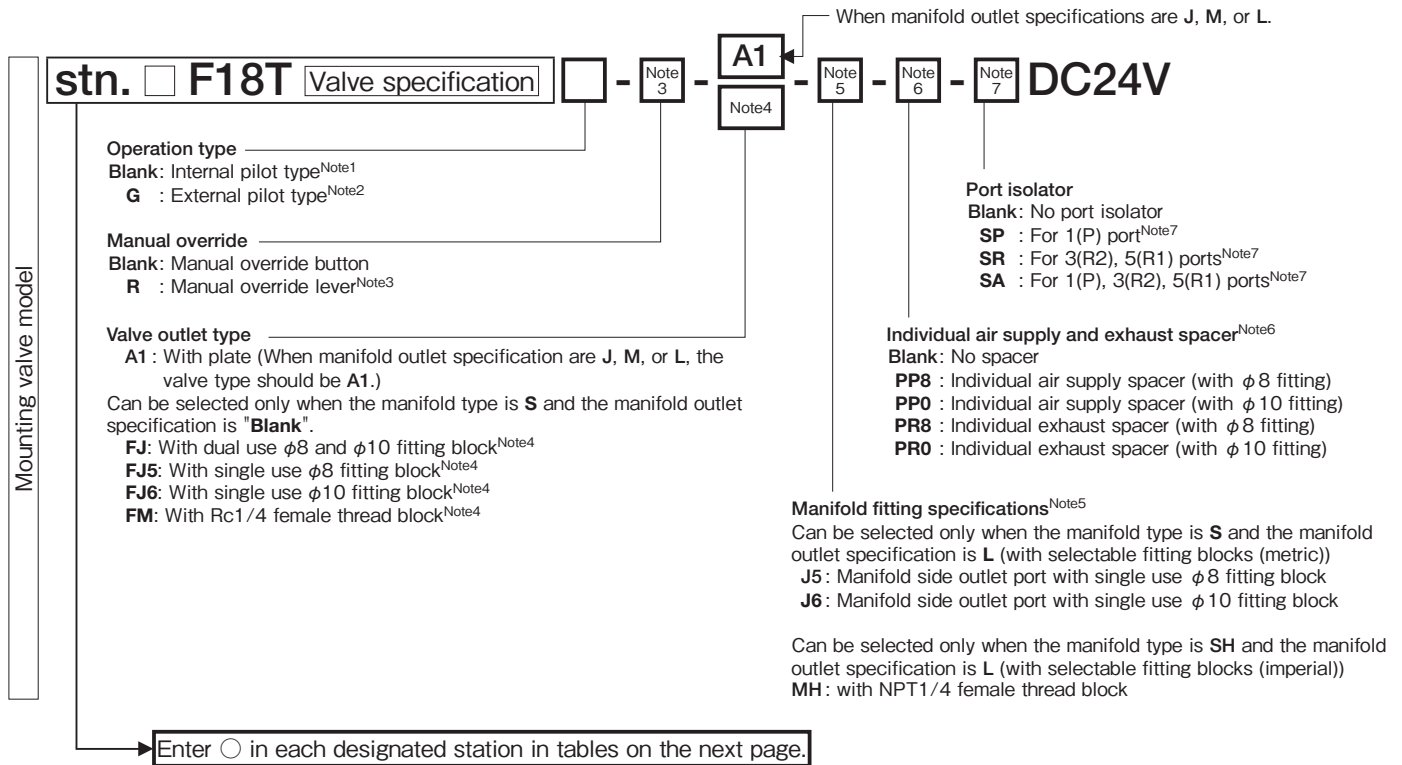 When manifold outlet specifications are J, M, or L.
Mounting valve model
stn. □ F18T Valve specification □ - Note 3 - A1 Note4 - Note 5 - Note 6 - Note 7 DC24V
Operation type
Blank: Internal pilot typeNote1
G : External pilot typeNote2
Manual override
Blank: Manual override button
R : Manual override leverNote3
Valve outlet type
A1 : With plate (When manifold outlet specification are J, M, or L, the
valve type should be A1.)
Can be selected only when the manifold type is S and the manifold outlet
specification is "Blank".
FJ: With dual use φ8 and φ10 fitting blockNote4
FJ5: With single use φ8 fitting blockNote4
FJ6: With single use φ10 fitting blockNote4
FM: With Rc1/4 female thread blockNote4
Port isolator
Blank: No port isolator
SP : For 1(P) portNote7
SR : For 3(R2), 5(R1) portsNote7
SA : For 1(P), 3(R2), 5(R1) portsNote7
Individual air supply and exhaust spacerNote6
Blank: No spacer
PP8 : Individual air supply spacer (with φ8 fitting)
PP0 : Individual air supply spacer (with φ10 fitting)
PR8 : Individual exhaust spacer (with φ8 fitting)
PR0 : Individual exhaust spacer (with φ10 fitting)
Manifold fitting specificationsNote5
Can be selected only when the manifold type is S and the manifold
outlet specification is L (with selectable fitting blocks (metric))
J5 : Manifold side outlet port with single use φ8 fitting block
J6 : Manifold side outlet port with single use φ10 fitting block
Can be selected only when the manifold type is SH and the manifold
outlet specification is L (with selectable fitting blocks (imperial))
MH : with NPT1/4 female thread block
Enter ○ in each designated station in tables on the next page.